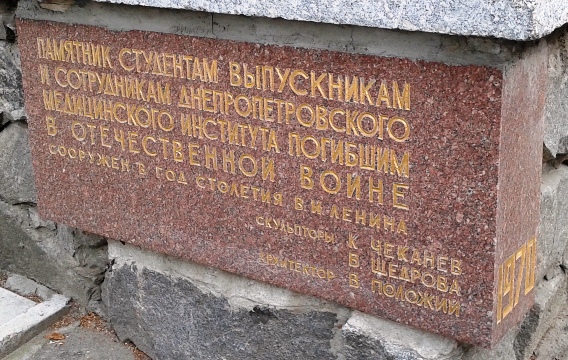 ПАМЯТНИК СТУДЕНТАМ ВЫПУСКНИКАМ
И СОТРУДНИКАМ ДНЕПРОПЕТРОВСКОГО
МЕДИЦИНСКОГО ИНСТИТУТА ПОГИБШИМ
В ОТЕЧЕСТВЕННОЙ ВОЙНЕ
СООРУЖЕН В ГОД СТОЛЕТИЯ В.И.ЛЕНИНА
СКУЛЬПТОРЫ К. ЧЕКАНЕВ
В. ЩЕДРОВА
АРХИТЕКТОР В. ПОЛОЖИЙ
1970